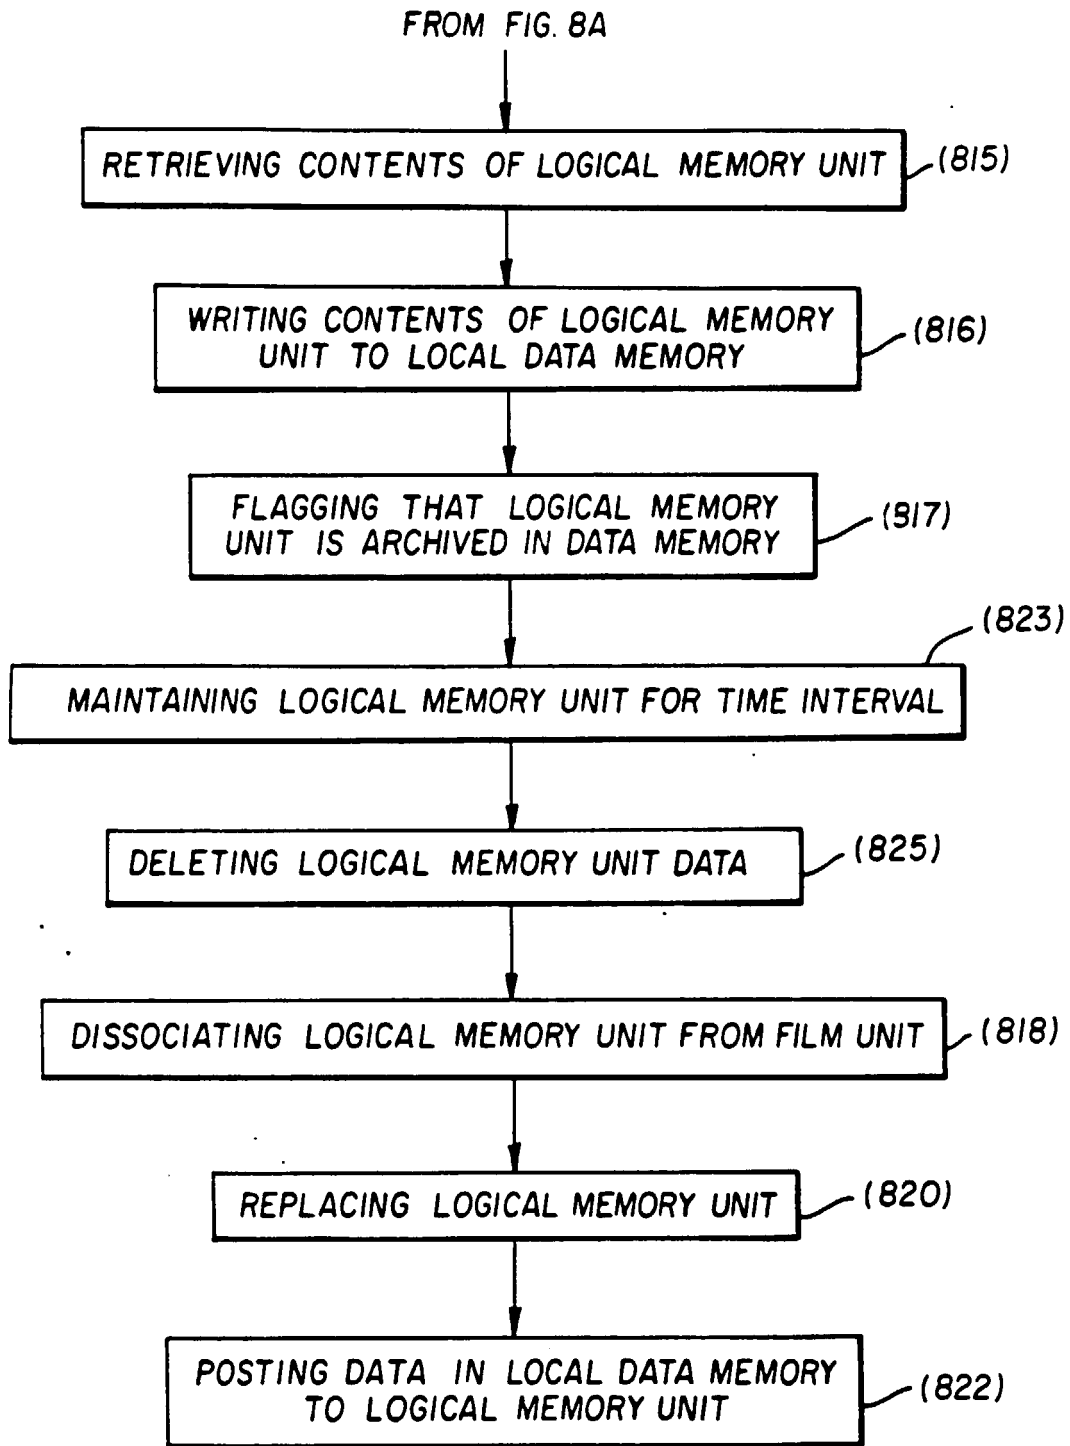 FROM FIG. 8A
RETRIEVING CONTENTS OF LOGICAL MEMORY UNIT
(815)
WRITING CONTENTS OF LOGICAL MEMORY
UNIT TO LOCAL DATA MEMORY
(816)
FLAGGING THAT LOGICAL MEMORY
UNIT IS ARCHIVED IN DATA MEMORY
(817)
(823)
MAINTAINING LOGICAL MEMORY UNIT FOR TIME INTERVAL
DELETING LOGICAL MEMORY UNIT DATA
(825)
DISSOCIATING LOGICAL MEMORY UNIT FROM FILM UNIT
(818)
REPLACING LOGICAL MEMORY UNIT
(820)
POSTING DATA IN LOCAL DATA MEMORY
TO LOGICAL MEMORY UNIT
(822)